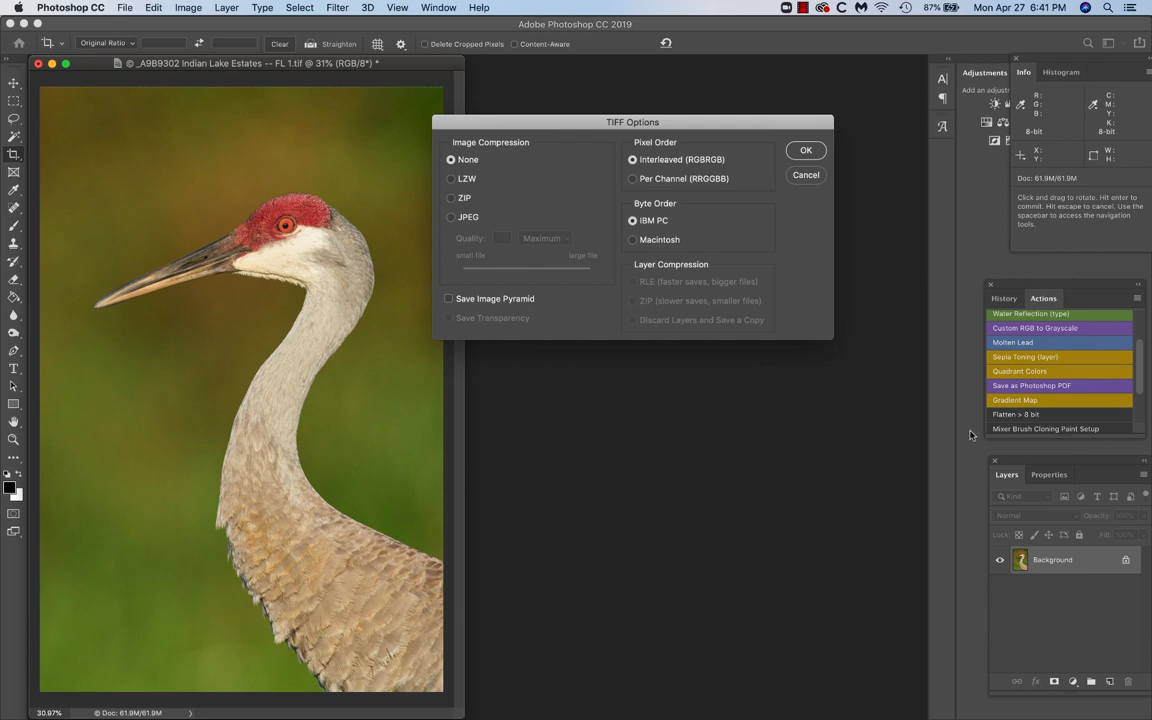 Photoshop CC File Edit Image Layer Type Select Filter 3D View Window Help 87% Mon Apr 27 6:41 PM
Adobe Photoshop CC 2019
Original Ratio Clear Straighten Delete Cropped Pixels Content-Aware
© _A9B9302 Indian Lake Estates -- FL 1.tif @ 31% (RGB/8*) *
TIFF Options
Image Compression
None
LZW
ZIP
JPEG
Quality: Maximum
small file large file
Save Image Pyramid
Save Transparency
Pixel Order
Interleaved (RGBRGB)
Per Channel (RRGGBB)
Byte Order
IBM PC
Macintosh
Layer Compression
RLE (faster saves, bigger files)
ZIP (slower saves, smaller files)
Discard Layers and Save a Copy
OK
Cancel
Adjustments
Add an adjust
Info Histogram
R: C:
G: M:
B: Y:
K:
8-bit 8-bit
X: W:
Y: H:
Doc: 61.9M/61.9M
Click and drag to rotate. Hit enter to
commit. Hit escape to cancel. Use the
spacebar to access the navigation
tools.
History Actions
Water Reflection (type)
Custom RGB to Grayscale
Molten Lead
Sepia Toning (layer)
Quadrant Colors
Save as Photoshop PDF
Gradient Map
Flatten > 8 bit
Mixer Brush Cloning Paint Setup
Layers Properties
Kind
Normal Opacity: 100%
Lock: Fill: 100%
Background
30.97% © Doc: 61.9M/61.9M